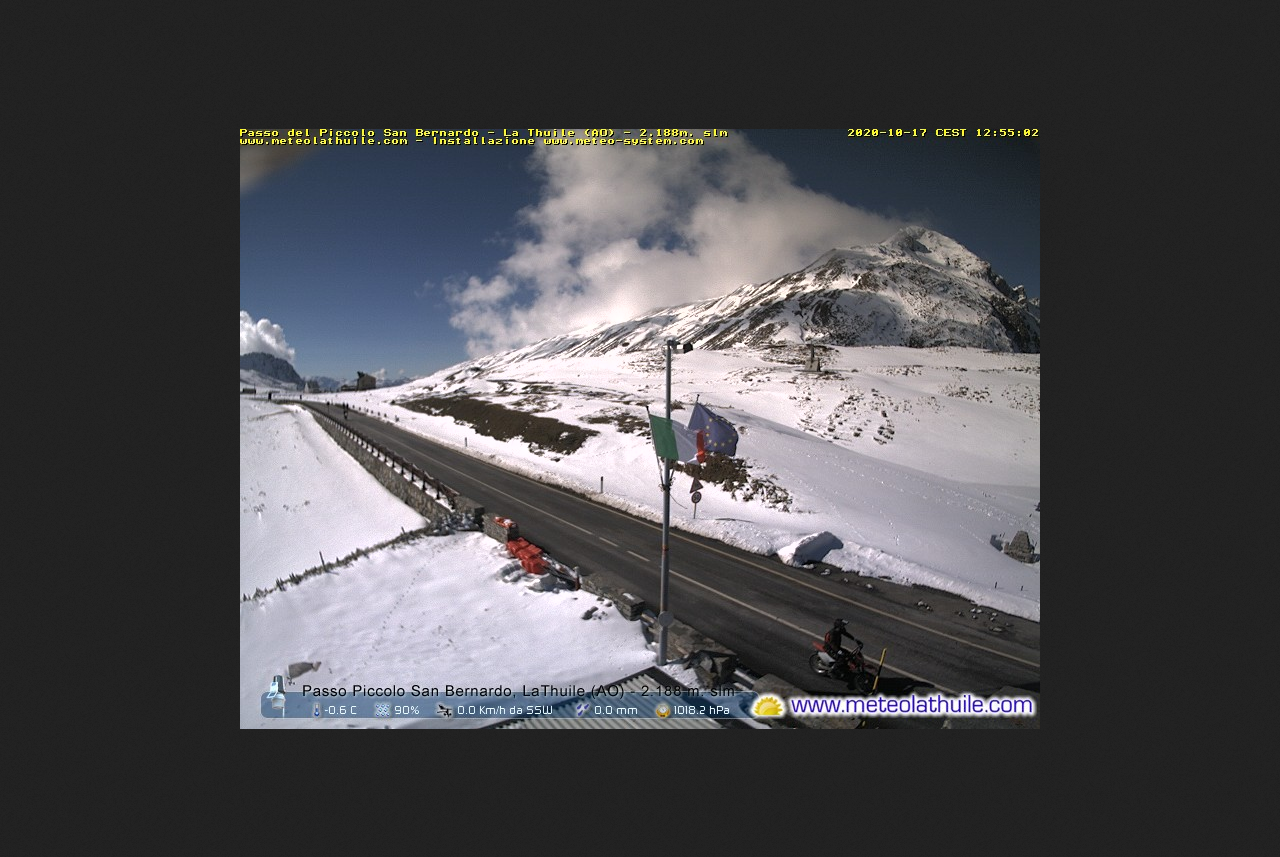 Passo del Piccolo San Bernardo - La Thuile (AO) - 2.188m. slm
2020-10-17 CEST 12:55:02
www.meteolathuile.com - Installazione www.meteo-system.com
Passo Piccolo San Bernardo, LaThuile (AO) - 2.188 m. slm
-0.6 C 90% 0.0 Km/h da SSW 0.0 mm 1018.2 hPa
www.meteolathuile.com